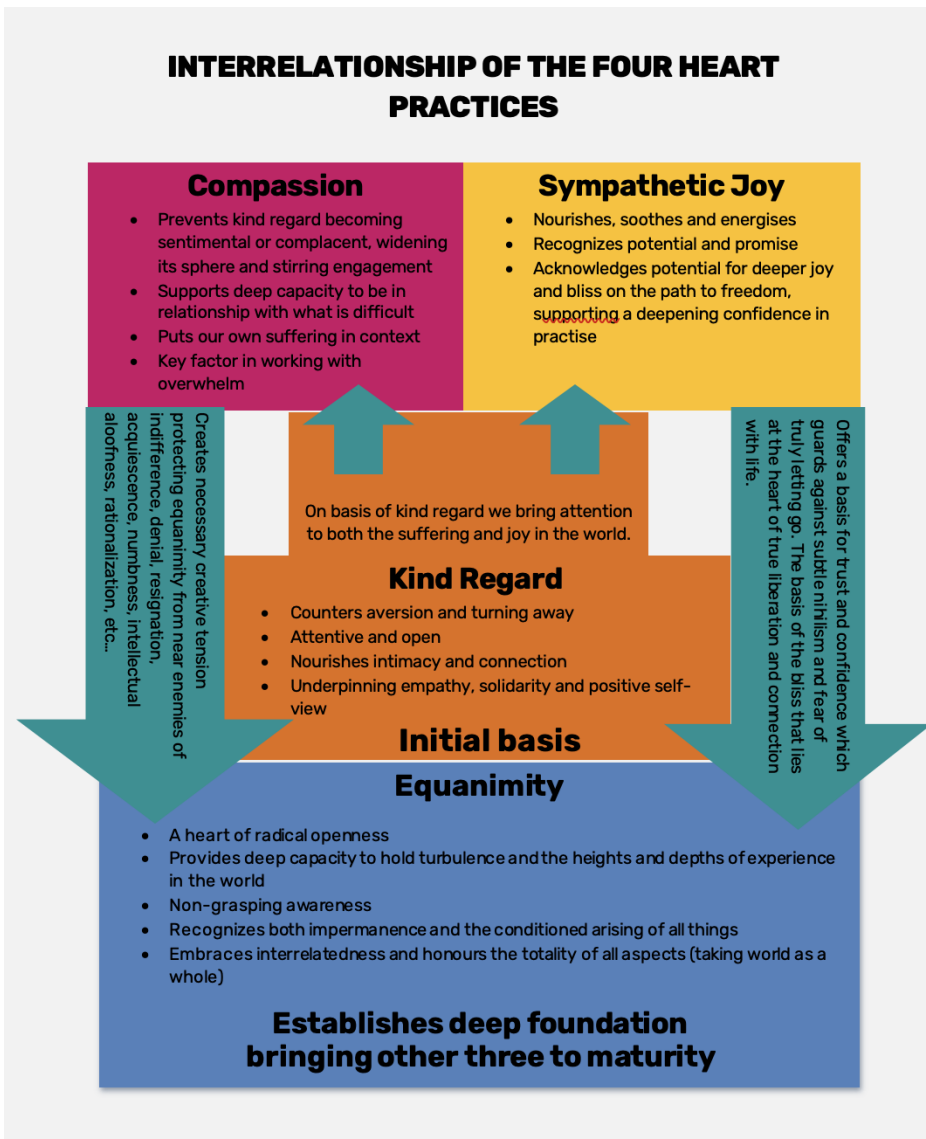 INTERRELATIONSHIP OF THE FOUR HEART
PRACTICES
Compassion
• Prevents kind regard becoming
sentimental or complacent, widening
its sphere and stirring engagement
• Supports deep capacity to be in
relationship with what is difficult
• Puts our own suffering in context
• Key factor in working with
overwhelm
Sympathetic Joy
• Nourishes, soothes and energises
• Recognizes potential and promise
• Acknowledges potential for deeper joy
and bliss on the path to freedom,
supporting a deepening confidence in
practise
Creates necessary creative tension
protecting equanimity from near enemies of
indifference, denial, resignation,
acquiescence, numbness, intellectual
aloofness, rationalization, etc...
On basis of kind regard we bring attention
to both the suffering and joy in the world.
Kind Regard
• Counters aversion and turning away
• Attentive and open
• Nourishes intimacy and connection
• Underpinning empathy, solidarity and positive self-
view
Initial basis
Offers a basis for trust and confidence which
guards against subtle nihilism and fear of
truly letting go. The basis of the bliss that lies
at the heart of true liberation and connection
with life.
Equanimity
• A heart of radical openness
• Provides deep capacity to hold turbulence and the heights and depths of experience
in the world
• Non-grasping awareness
• Recognizes both impermanence and the conditioned arising of all things
• Embraces interrelatedness and honours the totality of all aspects (taking world as a
whole)
Establishes deep foundation
bringing other three to maturity